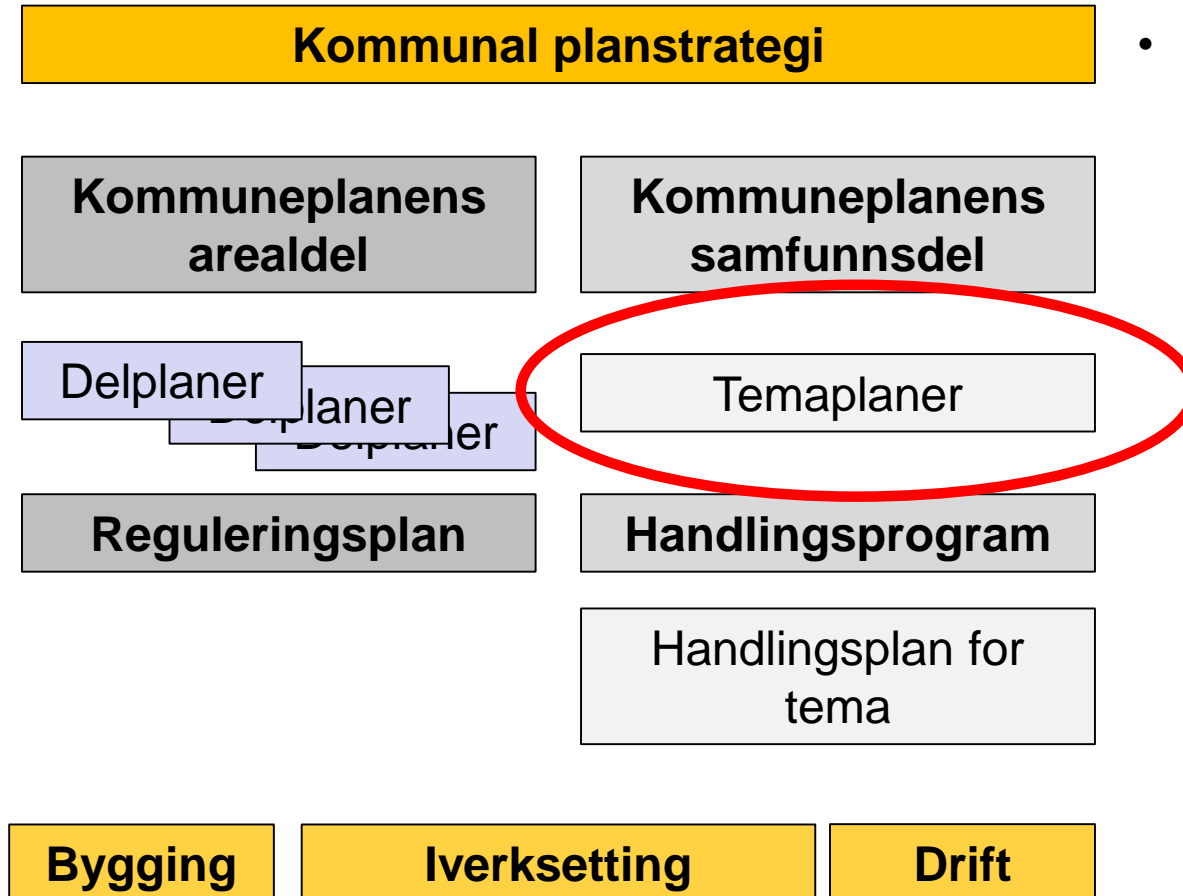 Kommunal planstrategi
•
Kommuneplanens
arealdel
Kommuneplanens
samfunnsdel
Delplaner
Delplaner
Delplaner
Temaplaner
Reguleringsplan
Handlingsprogram
Handlingsplan for
tema
Bygging
Iverksetting
Drift